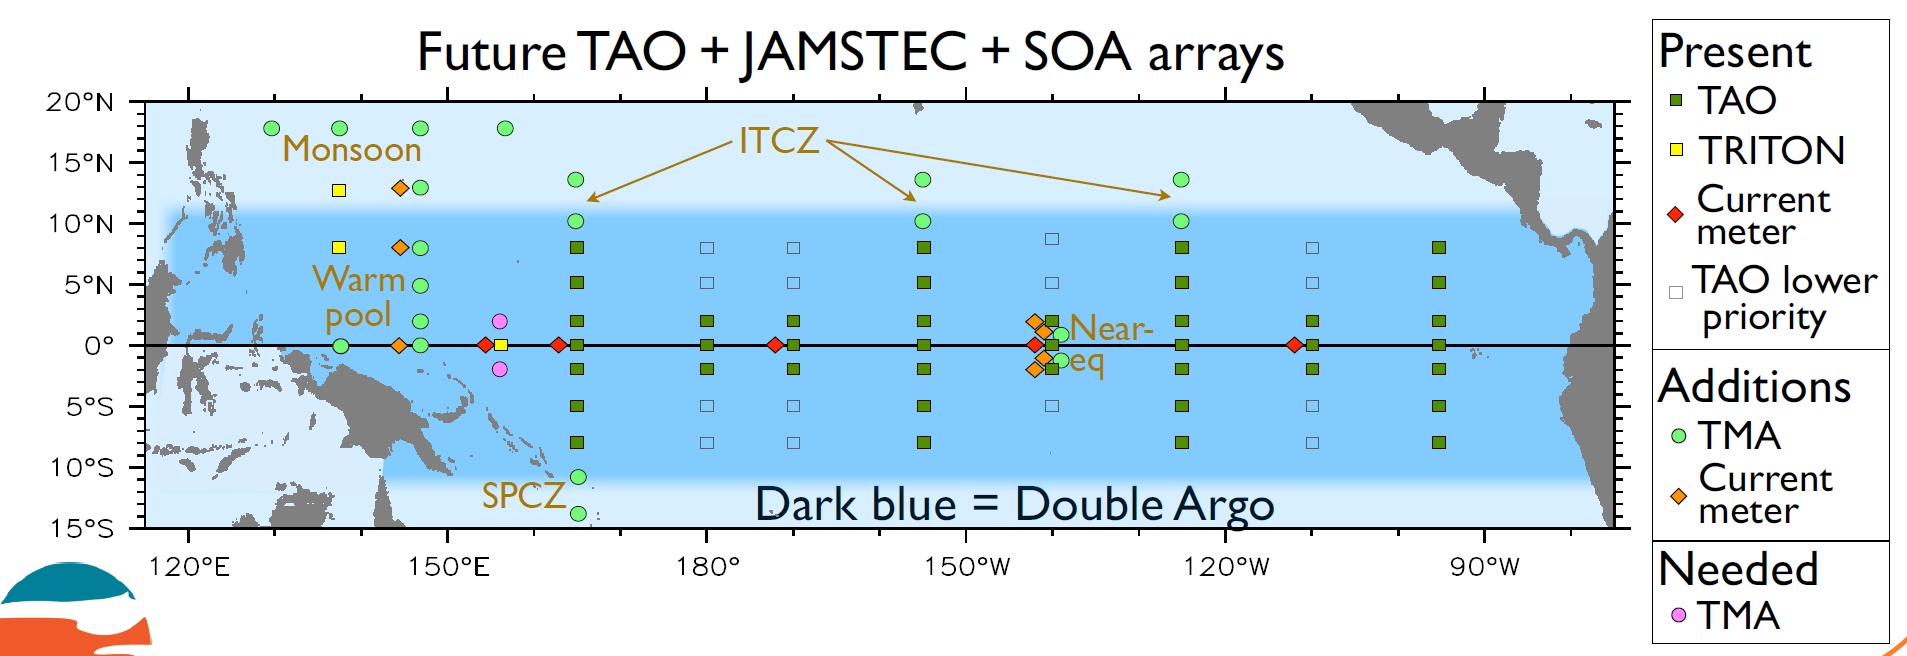 Future TAO + JAMSTEC + SOA arrays
20°N
15°N
10°N
5°N
0°
5°S
10°S
15°S
120°E
150°E
180°
150°W
120°W
90°W
Monsoon
ITCZ
Warm
pool
Near-
eq
SPCZ
Dark blue = Double Argo
Present
TAO
TRITON
Current
meter
TAO lower
priority
Additions
TMA
Current
meter
Needed
TMA